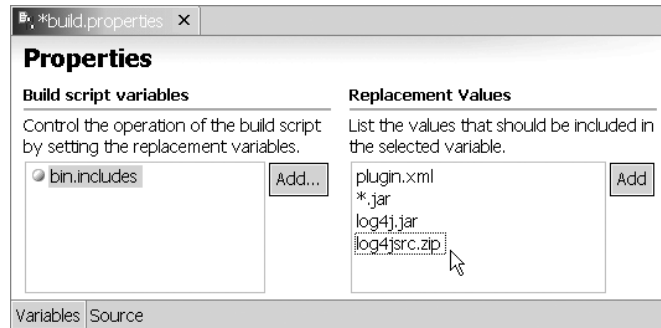 *build.properties
Properties
Build script variables
Control the operation of the build script
by setting the replacement variables.
bin.includes
Add...
Replacement Values
List the values that should be included in
the selected variable.
plugin.xml
*.jar
log4j.jar
log4jsrc.zip
Add
Variables Source